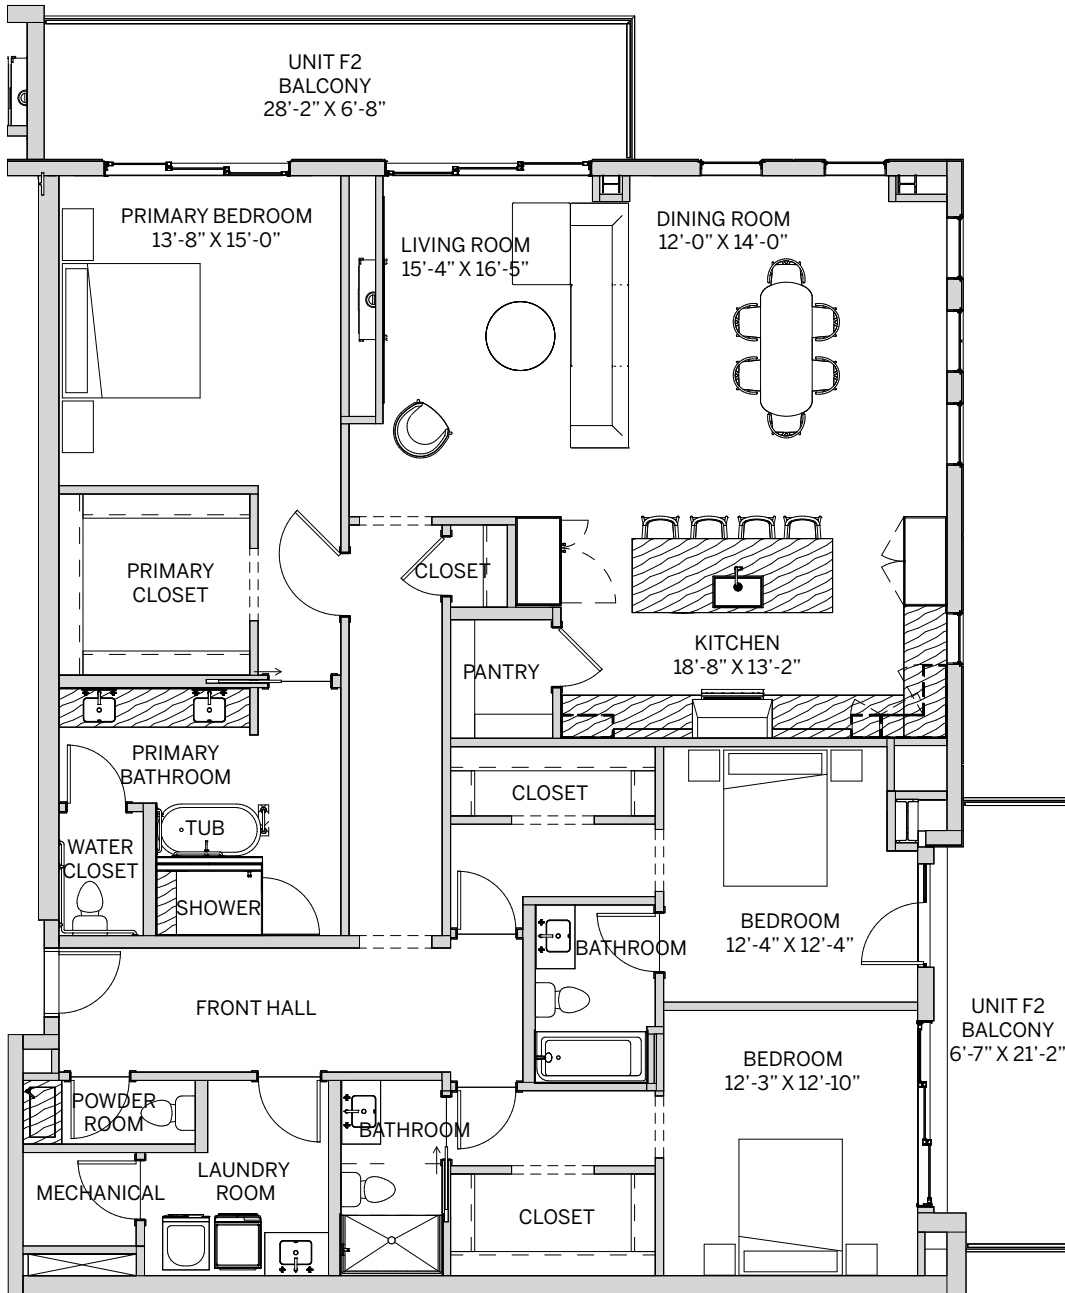 UNIT F2
BALCONY
28’-2” X 6’-8”
PRIMARY BEDROOM
13’-8” X 15’-0”
LIVING ROOM
15’-4” X 16’-5”
DINING ROOM
12’-0” X 14’-0”
PRIMARY
CLOSET
CLOSET
PANTRY
KITCHEN
18’-8” X 13’-2”
PRIMARY
BATHROOM
TUB
WATER
CLOSET
SHOWER
CLOSET
BATHROOM
BEDROOM
12’-4” X 12’-4”
FRONT HALL
UNIT F2
BALCONY
6’-7” X 21’-2”
BEDROOM
12’-3” X 12’-10”
POWDER
ROOM
BATHROOM
MECHANICAL
LAUNDRY
ROOM
CLOSET